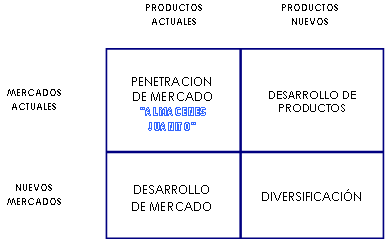 PRODUCTOS
ACTUALES
PRODUCTOS
NUEVOS
MERCADOS
ACTUALES
PENETRACION
DE MERCADO
"ALMACENES
JUANITO"
DESARROLLO DE
PRODUCTOS
NUEVOS
MERCADOS
DESARROLLO
DE MERCADO
DIVERSIFICACIÓN